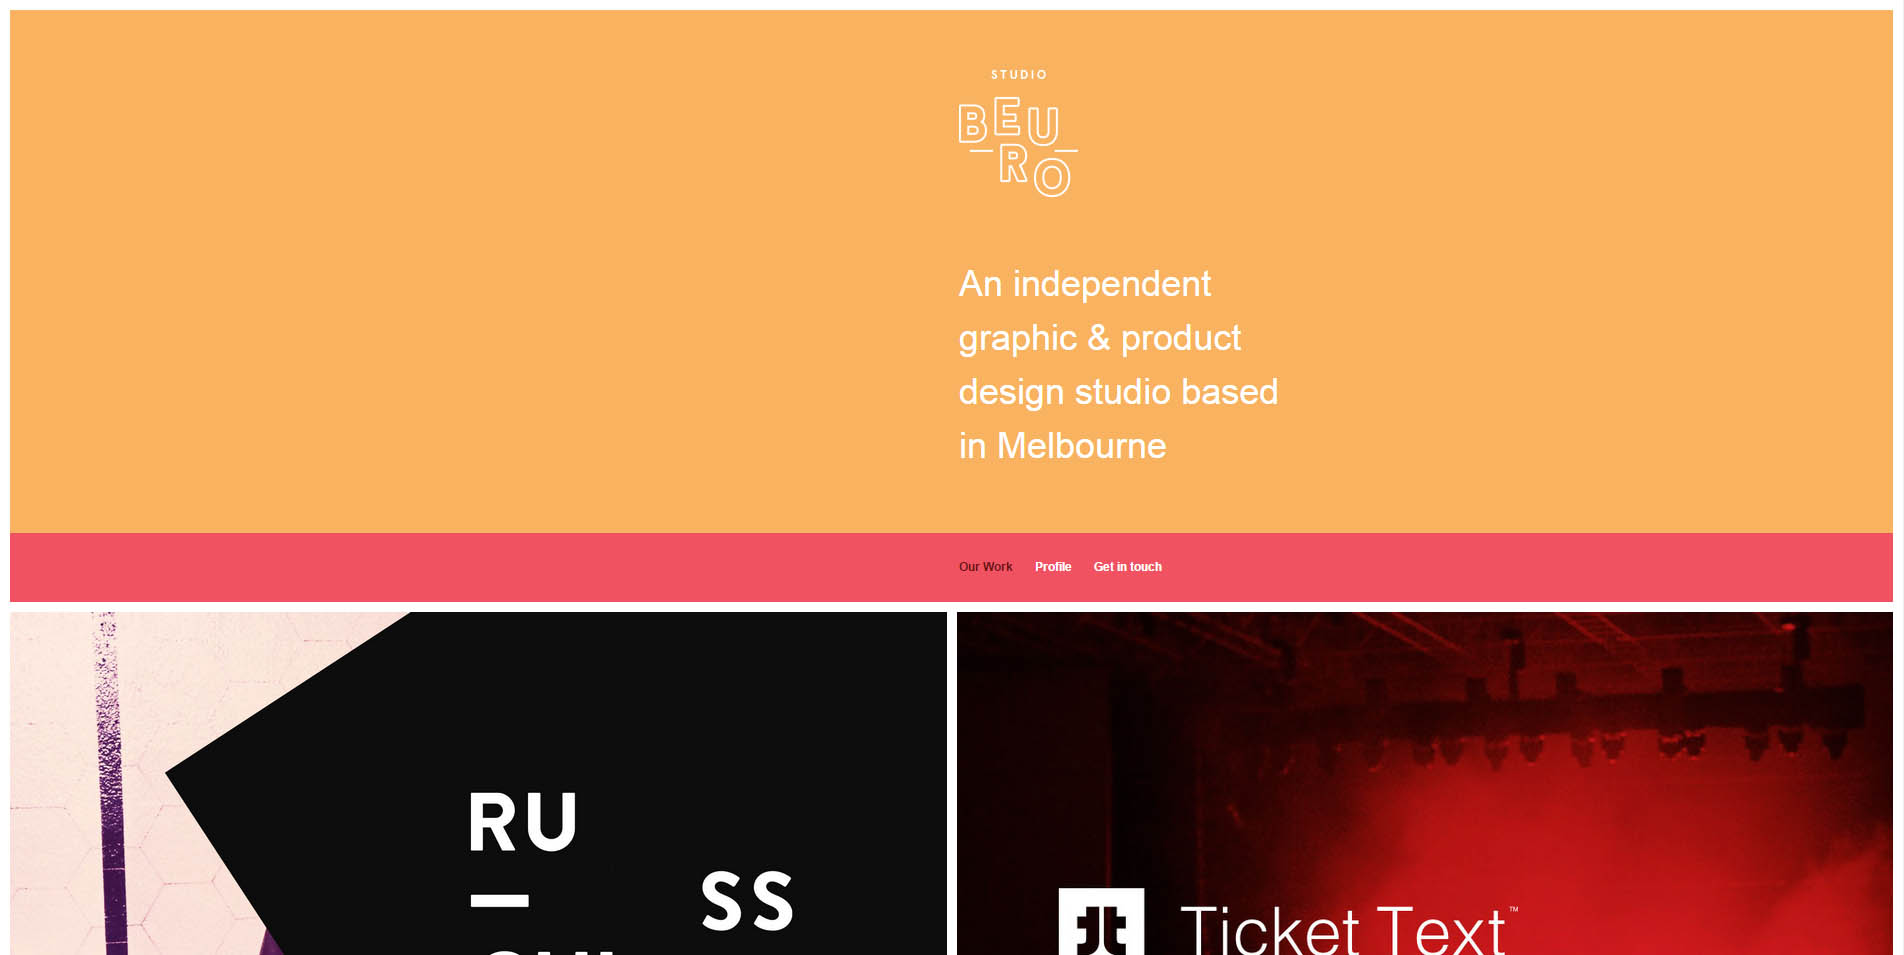 STUDIO
BEU
RO
An independent
graphic & product
design studio based
in Melbourne
Our Work Profile Get in touch
RU
— SS
Ticket Text™